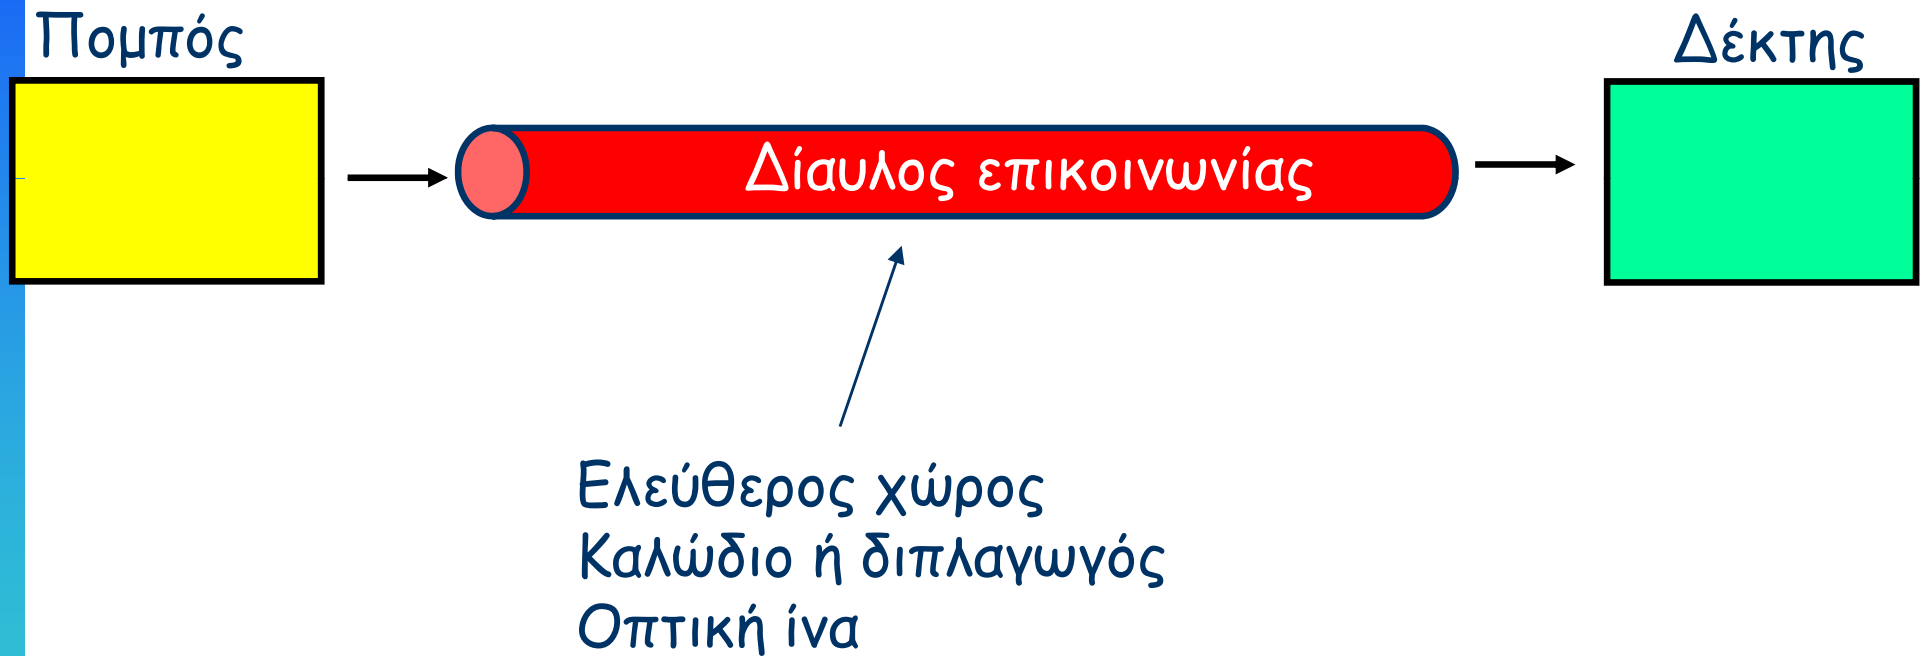 Πομπός
Δέκτης
Δίαυλος επικοινωνίας
Ελεύθερος χώρος
Καλώδιο ή διπλαγωγός
Οπτική ίνα